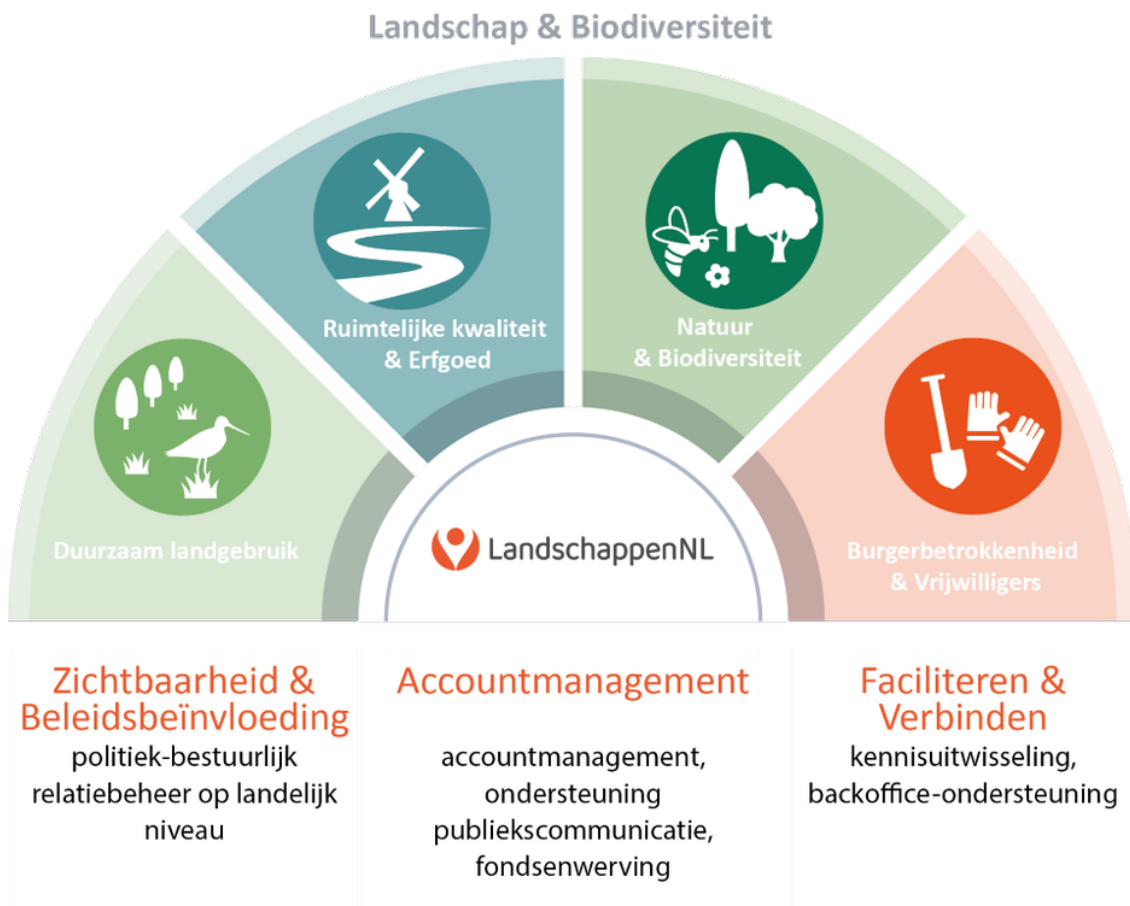 Landschap & Biodiversiteit
Ruimtelijke kwaliteit
& Erfgoed
Natuur
& Biodiversiteit
Duurzaam landgebruik
LandschappenNL
Burgerbetrokkenheid
& Vrijwilligers
Zichtbaarheid &
Beleidsbeïnvloeding
politiek-bestuurlijk
relatiebeheer op landelijk
niveau
Accountmanagement
accountmanagement,
ondersteuning
publiekscommunicatie,
fondsenwerving
Faciliteren &
Verbinden
kennisuitwisseling,
backoffice-ondersteuning